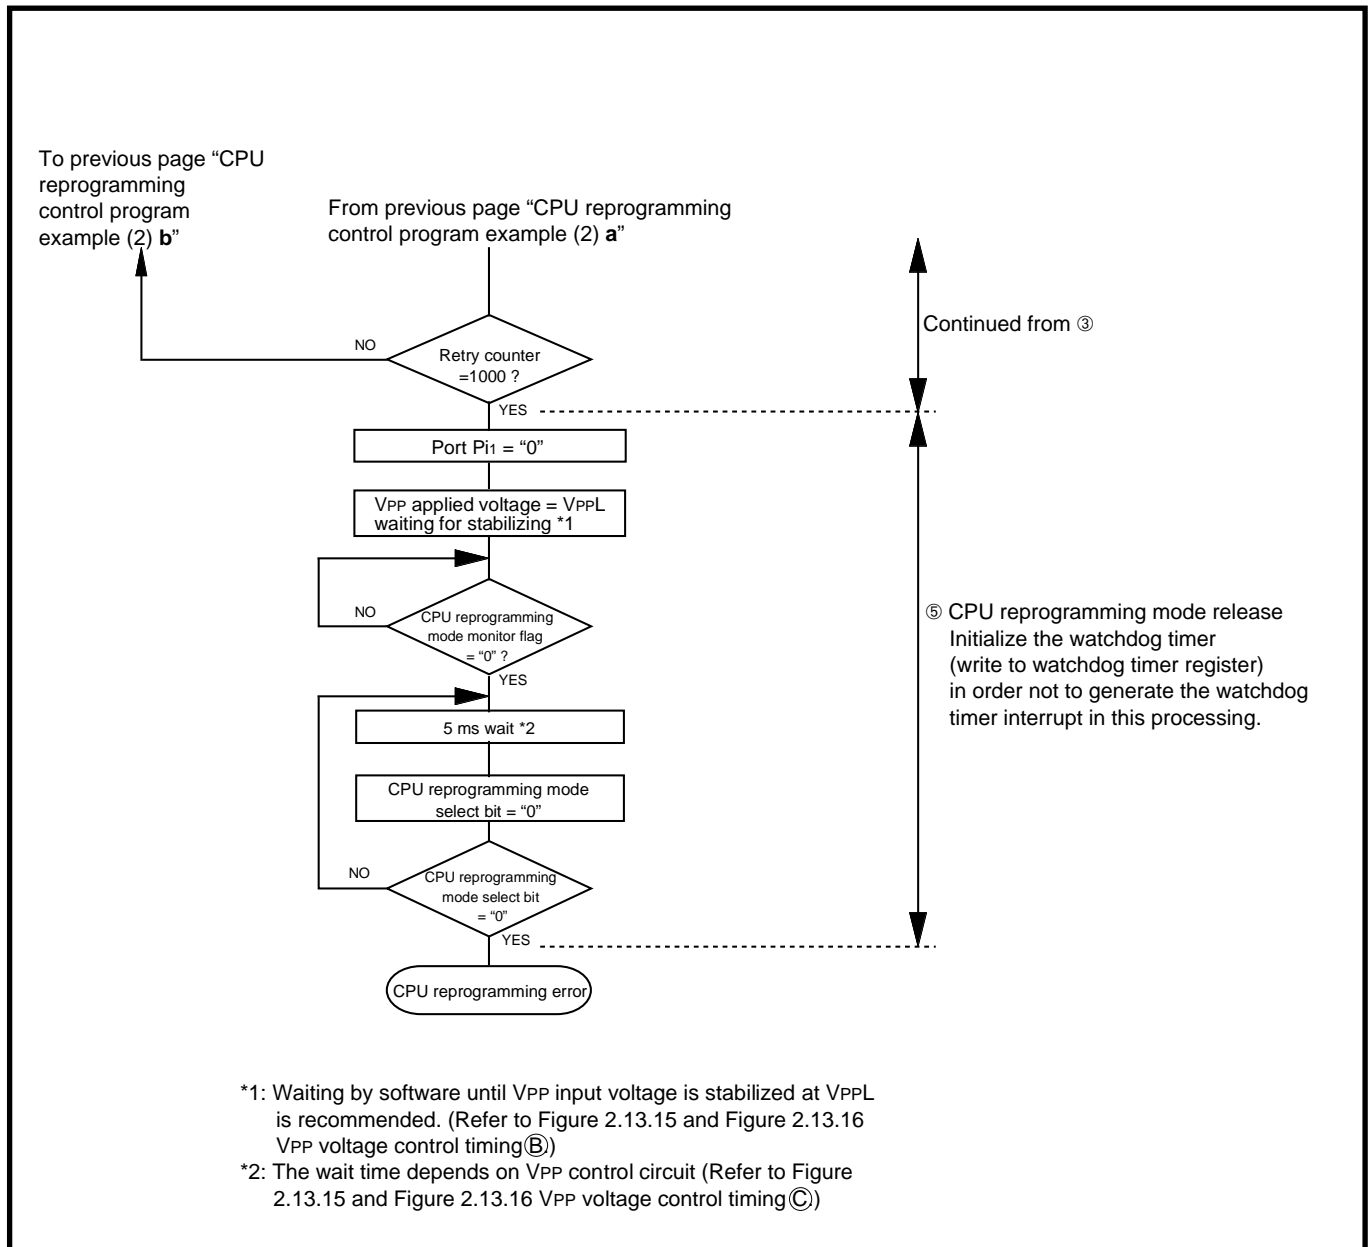 To previous page “CPU
reprogramming
control program
example (2) b”
From previous page “CPU reprogramming
control program example (2) a”
Continued from ③
NO
Retry counter
=1000 ?
YES
Port Pi1 = “0”
VPP applied voltage = VPPL
waiting for stabilizing *1
NO
CPU reprogramming
mode monitor flag
= “0” ?
YES
5 ms wait *2
CPU reprogramming mode
select bit = “0”
NO
CPU reprogramming
mode select bit
= “0”
YES
CPU reprogramming error
⑤ CPU reprogramming mode release
Initialize the watchdog timer
(write to watchdog timer register)
in order not to generate the watchdog
timer interrupt in this processing.
*1: Waiting by software until VPP input voltage is stabilized at VPPL
is recommended. (Refer to Figure 2.13.15 and Figure 2.13.16
VPP voltage control timing Ⓑ.)
*2: The wait time depends on VPP control circuit (Refer to Figure
2.13.15 and Figure 2.13.16 VPP voltage control timing Ⓒ.)